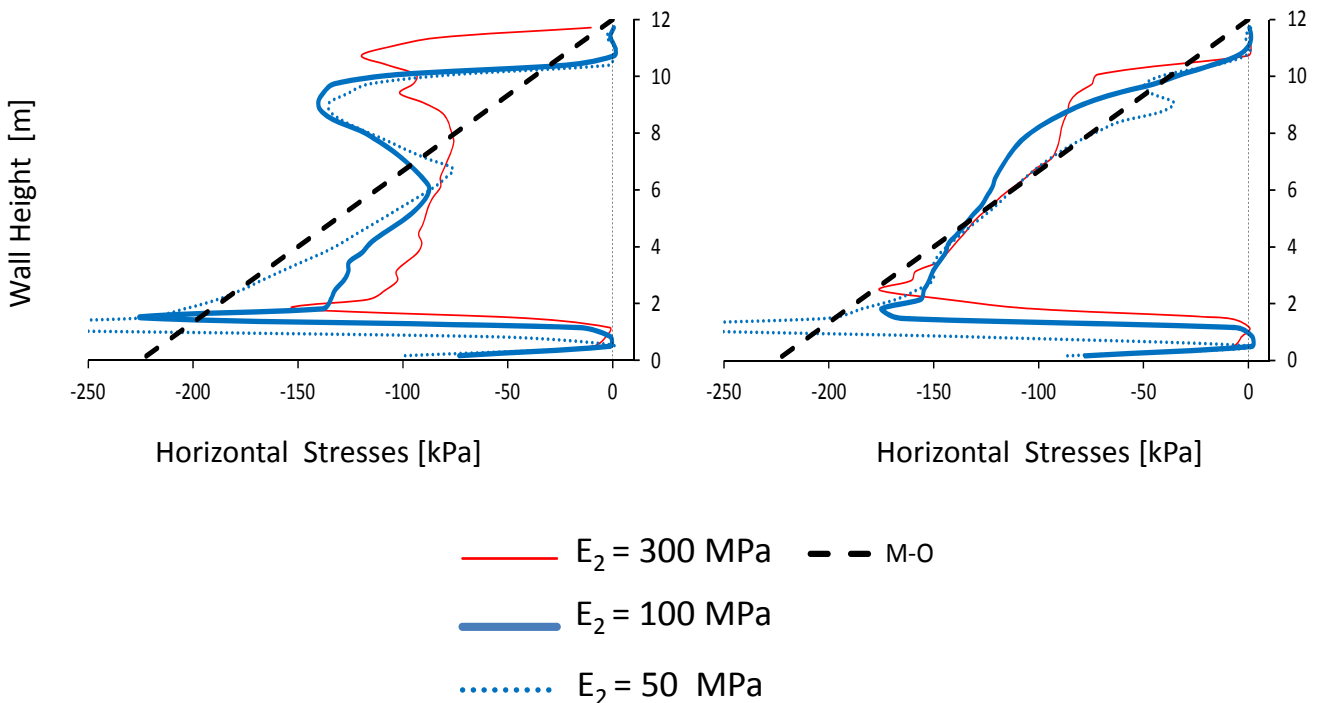 12
10
8
6
4
2
0
-250 -200 -150 -100 -50 0
Wall Height [m]
Horizontal Stresses [kPa]
12
10
8
6
4
2
0
-250 -200 -150 -100 -50 0
Horizontal Stresses [kPa]
E2 = 300 MPa M-O
E2 = 100 MPa
E2 = 50 MPa